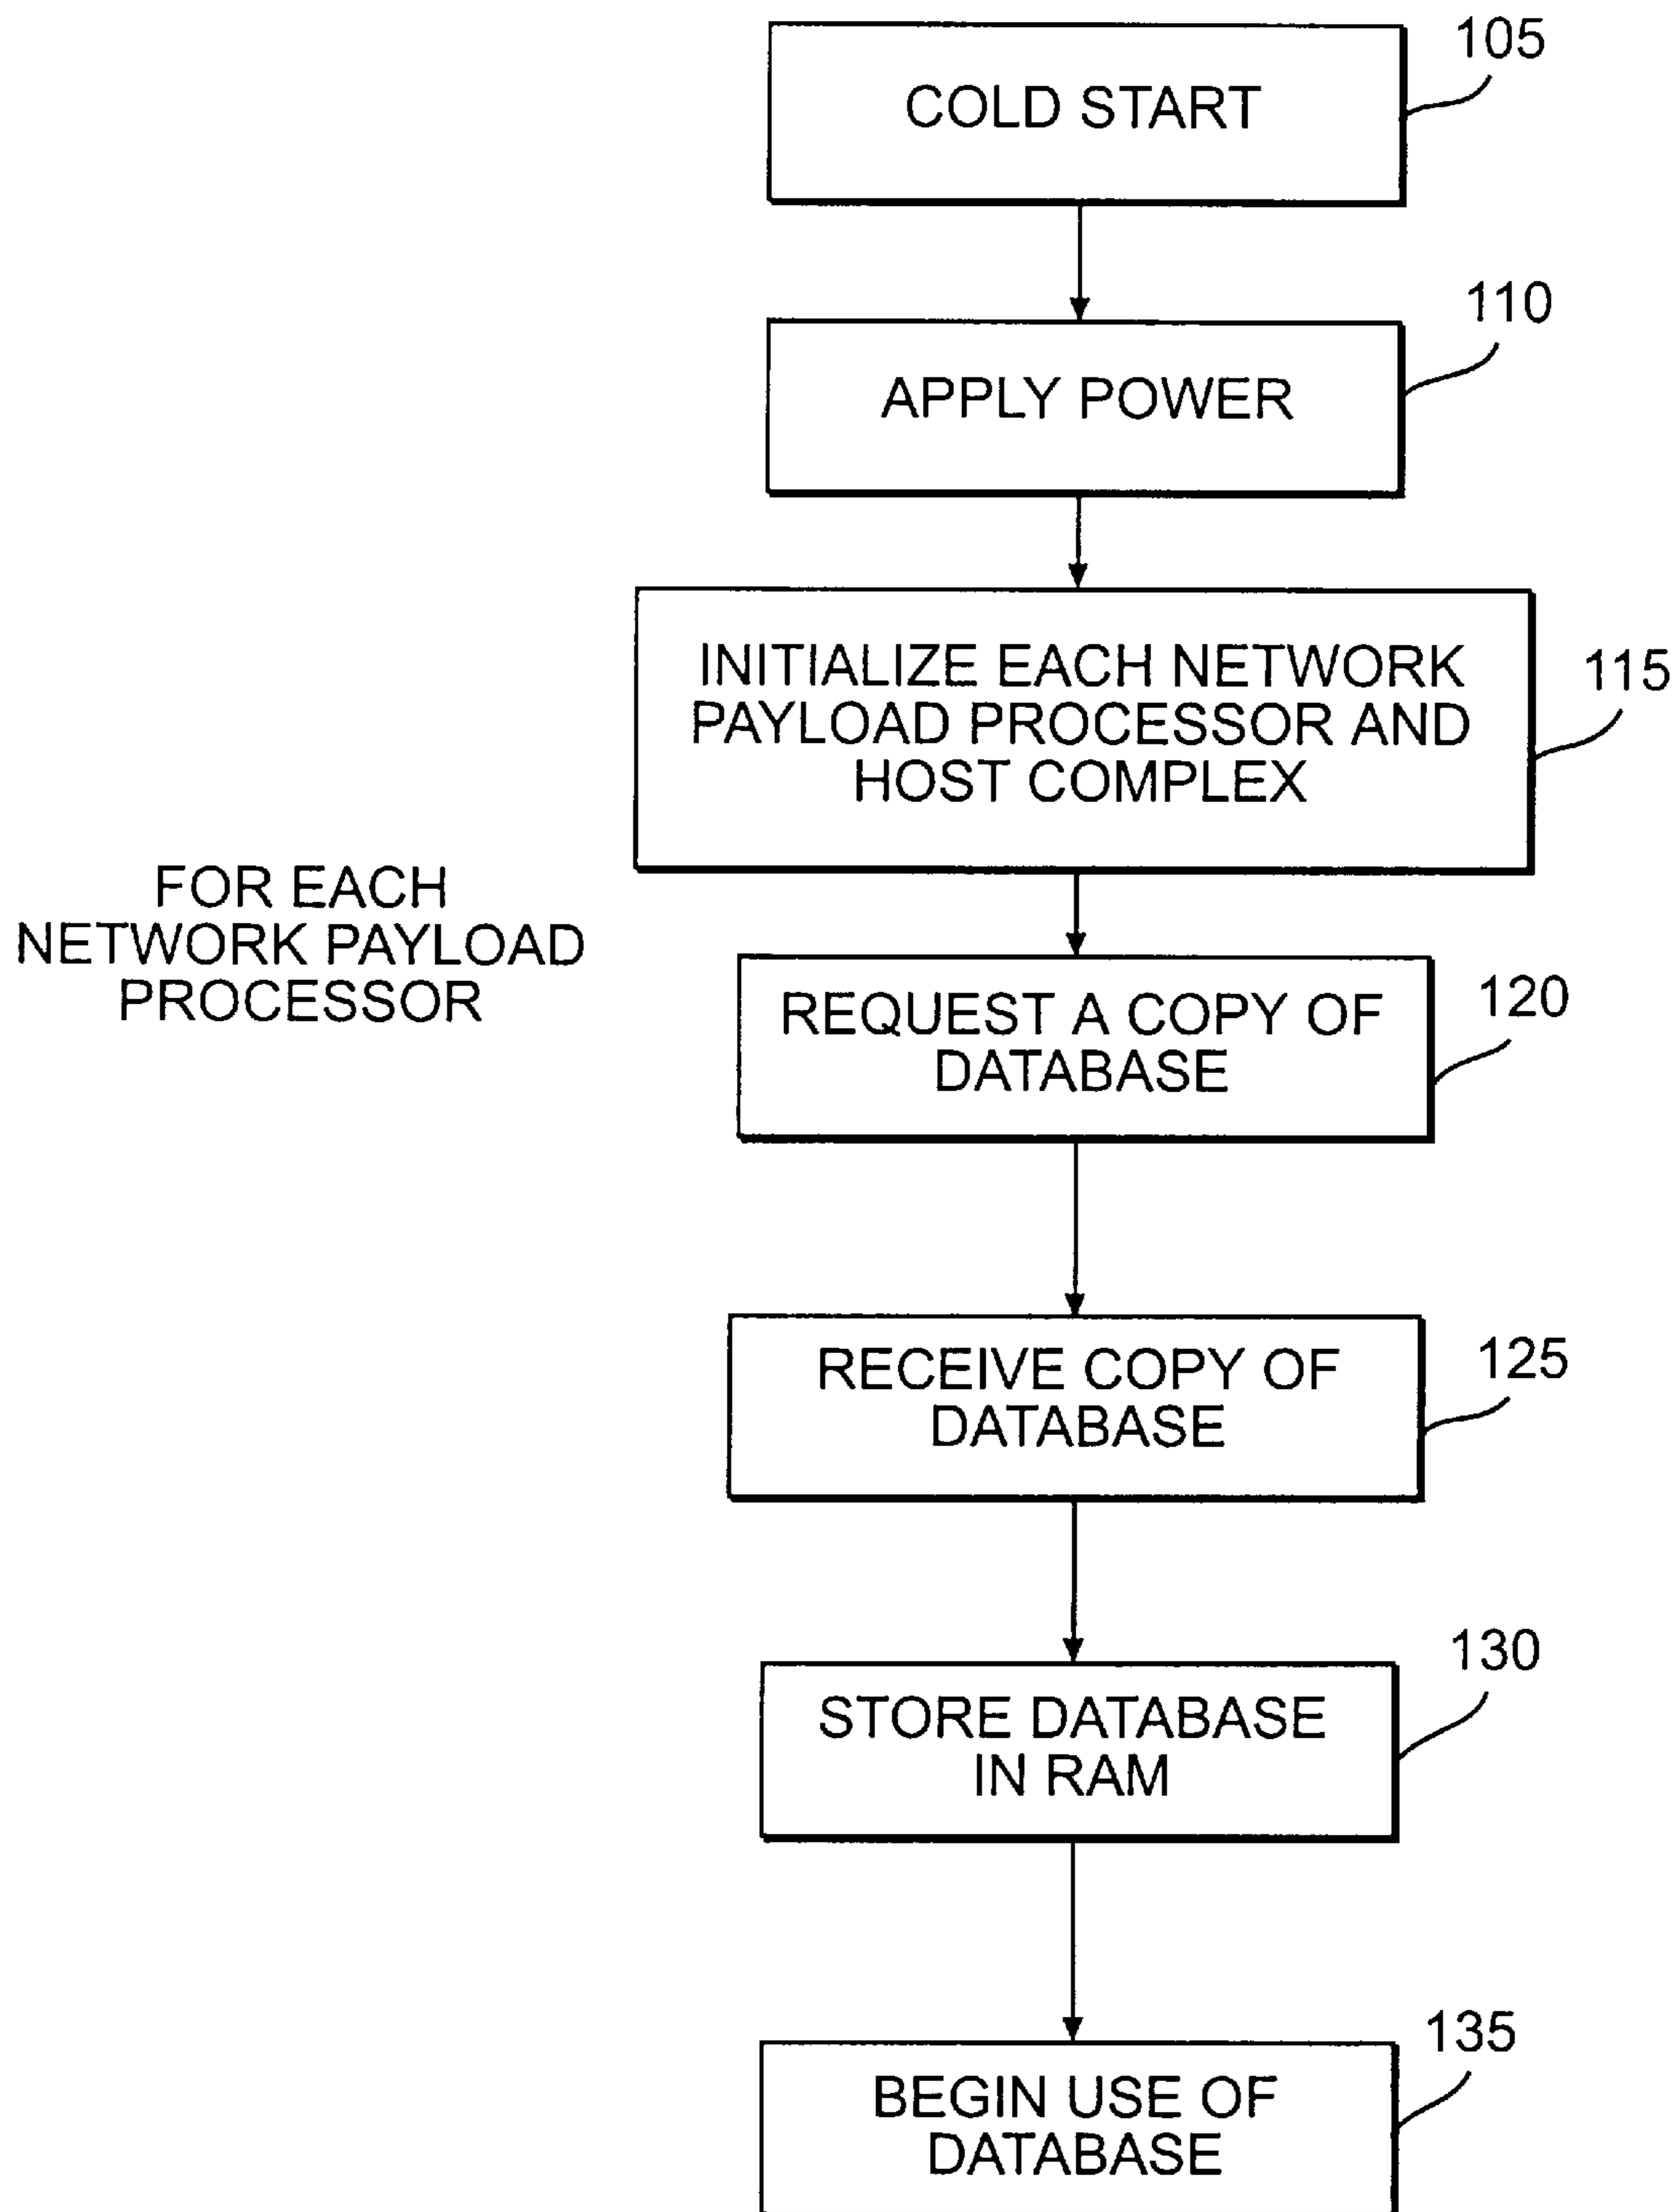 105
COLD START
110
APPLY POWER
115
INITIALIZE EACH NETWORK
PAYLOAD PROCESSOR AND
HOST COMPLEX
FOR EACH
NETWORK PAYLOAD
PROCESSOR
120
REQUEST A COPY OF
DATABASE
125
RECEIVE COPY OF
DATABASE
130
STORE DATABASE
IN RAM
135
BEGIN USE OF
DATABASE